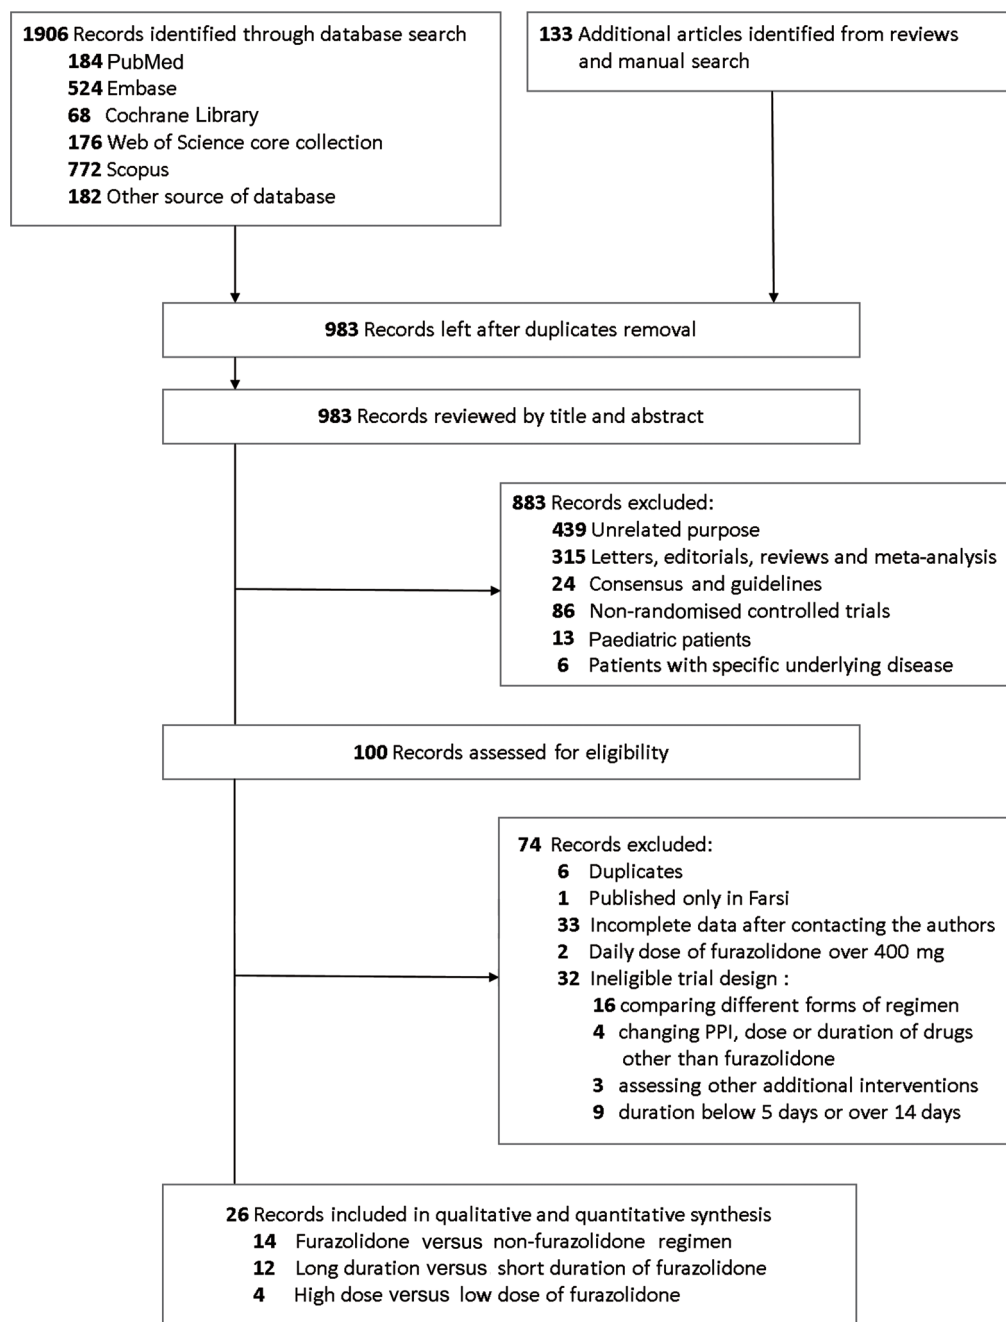 1906 Records identified through database search
184 PubMed
524 Embase
68 Cochrane Library
176 Web of Science core collection
772 Scopus
182 Other source of database
133 Additional articles identified from reviews
and manual search
983 Records left after duplicates removal
983 Records reviewed by title and abstract
883 Records excluded:
439 Unrelated purpose
315 Letters, editorials, reviews and meta-analysis
24 Consensus and guidelines
86 Non-randomised controlled trials
13 Paediatric patients
6 Patients with specific underlying disease
100 Records assessed for eligibility
74 Records excluded:
6 Duplicates
1 Published only in Farsi
33 Incomplete data after contacting the authors
2 Daily dose of furazolidone over 400 mg
32 Ineligible trial design :
16 comparing different forms of regimen
4 changing PPI, dose or duration of drugs
other than furazolidone
3 assessing other additional interventions
9 duration below 5 days or over 14 days
26 Records included in qualitative and quantitative synthesis
14 Furazolidone versus non-furazolidone regimen
12 Long duration versus short duration of furazolidone
4 High dose versus low dose of furazolidone